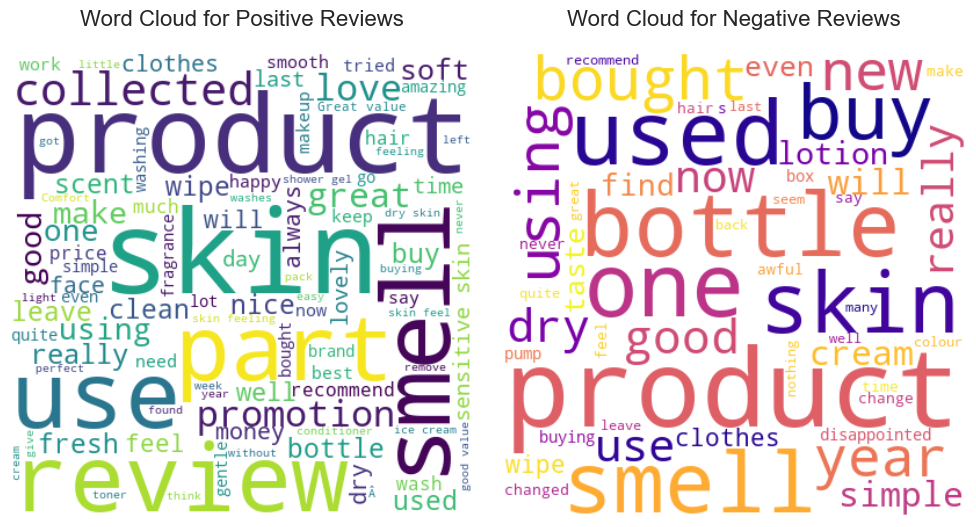 Word Cloud for Positive Reviews
work little clothes smooth tried soft
collected last love amazing
makeup Great value
product
got washing hair feeling left
scent wipe happy shower gel go time
Comfort washes great
make much always keep dry skin never
good one will
skin smell
price fragrance day lovely buy
simple face pack buying
light even clean lot nice easy now say
leave skin feeling skin feel
quite using bought
really need part brand sensitive skin
perfect best remove
use week well recommend
year
found promotion
money conditioner ice cream
give fresh feel without bottle
cream gentle dry good value
review wash
toner think Â used
Word Cloud for Negative Reviews
recommend even new make
bought
hair s last
used buy
using lotion
find now box will really
taste great seem say
bottle
never back
awful
one skin
quite many
dry good well
feel colour
pump cream
nothing time
product change
leave
buying use clothes disappointed
wipe year
smell
changed simple